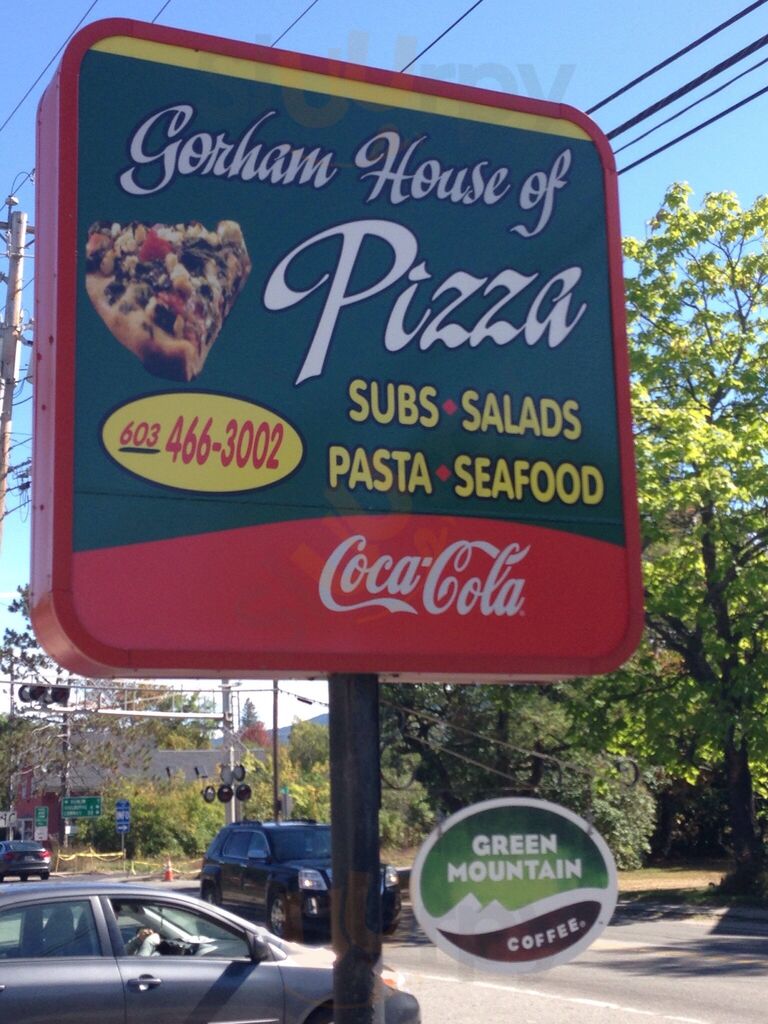 Gorham House of
Pizza
SUBS SALADS
PASTA SEAFOOD
603 466-3002
Coca-Cola
GREEN
MOUNTAIN
COFFEE